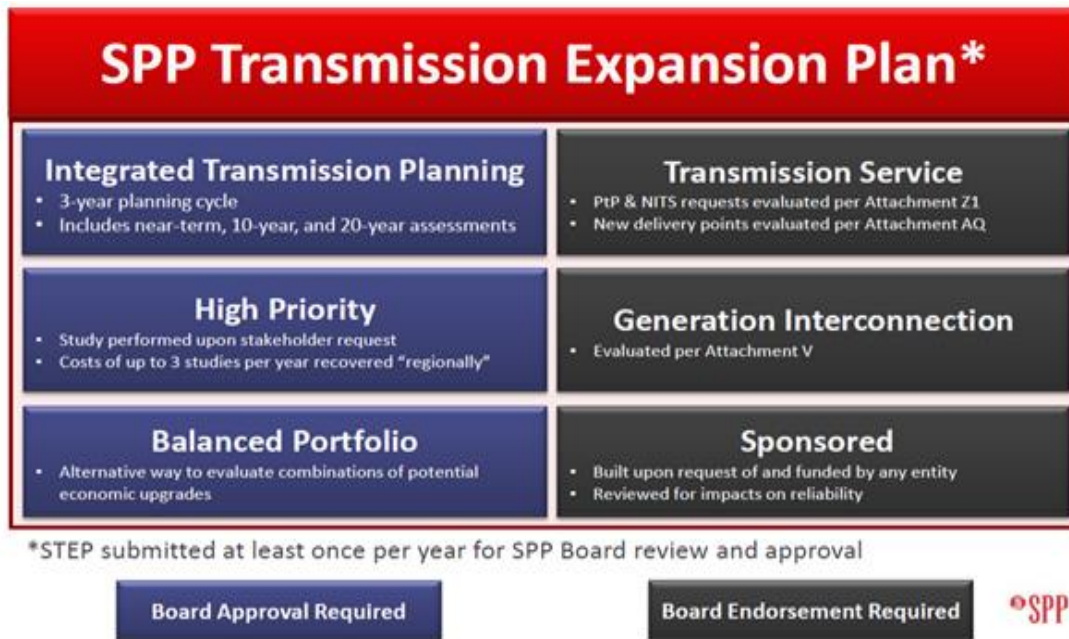 SPP Transmission Expansion Plan*
Integrated Transmission Planning
• 3-year planning cycle
• Includes near-term, 10-year, and 20-year assessments
Transmission Service
• PtP & NITS requests evaluated per Attachment Z1
• New delivery points evaluated per Attachment AQ
High Priority
• Study performed upon stakeholder request
• Costs of up to 3 studies per year recovered "regionally"
Generation Interconnection
• Evaluated per Attachment V
Balanced Portfolio
• Alternative way to evaluate combinations of potential
economic upgrades
Sponsored
• Built upon request of and funded by any entity
• Reviewed for impacts on reliability
*STEP submitted at least once per year for SPP Board review and approval
Board Approval Required
Board Endorsement Required
SPP